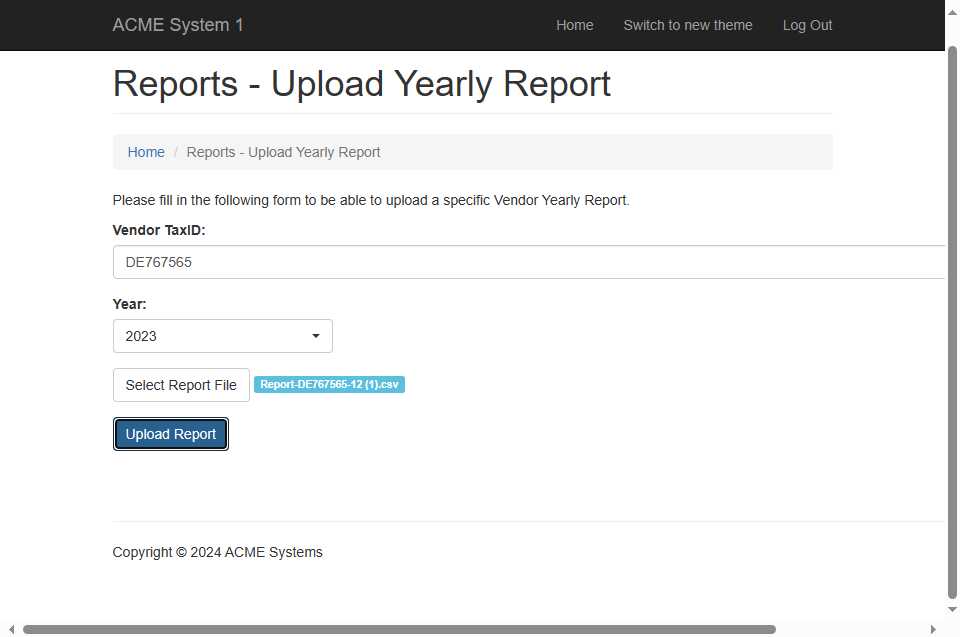 ACME System 1
Home
Switch to new theme
Log Out
Reports - Upload Yearly Report
Home / Reports - Upload Yearly Report
Please fill in the following form to be able to upload a specific Vendor Yearly Report.
Vendor TaxID:
DE767565
Year:
2023
Select Report File
Report-DE767565-12 (1).csv
Upload Report
Copyright © 2024 ACME Systems